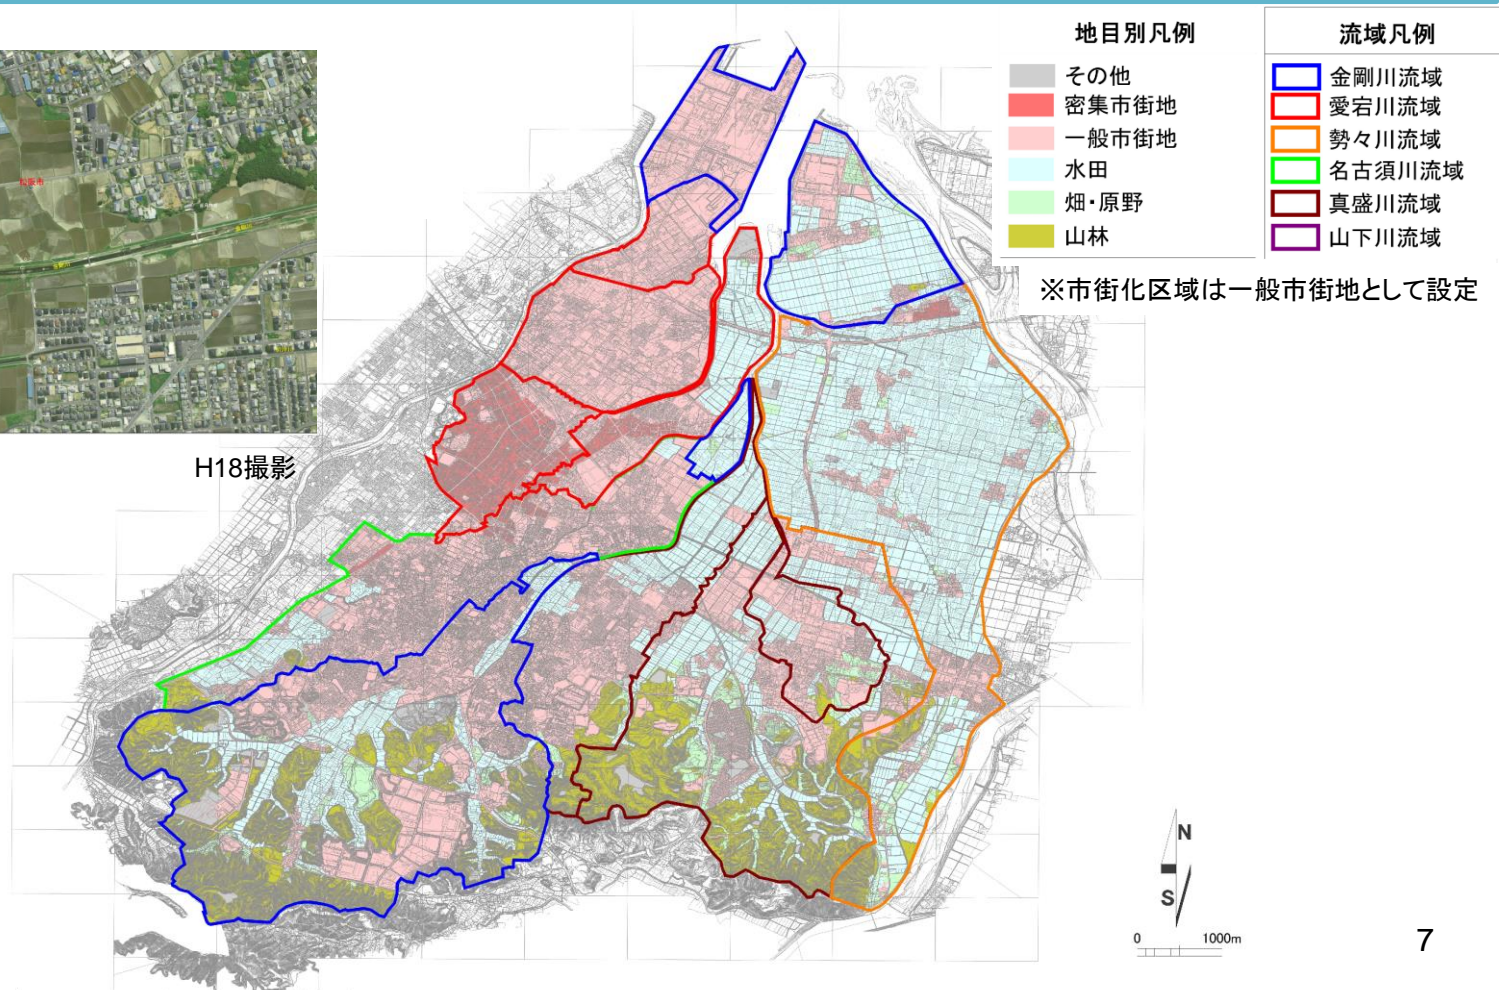 地目別凡例
その他
密集市街地
一般市街地
水田
畑・原野
山林
流域凡例
金剛川流域
愛宕川流域
勢々川流域
名古須川流域
真盛川流域
山下川流域
※市街化区域は一般市街地として設定
松阪市
H18撮影
N
S
0 1000m
7